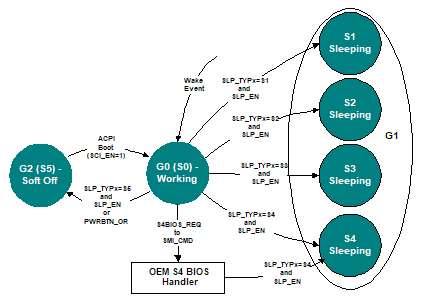 S1
Sleeping
Wake
Event
SLP_TYPx=S1
and
SLP_EN
S2
Sleeping
SLP_TYPx=S2
and
SLP_EN
G1
ACPI
Boot
(SCI_EN=1)
G2 (S5) -
Soft Off
G0 (S0) -
Working
SLP_TYPx=S3
and
SLP_EN
S3
Sleeping
SLP_TYPx=S5
and
SLP_EN
or
PWRBTN_OR
S4BIOS_REQ
to
SMI_CMD
SLP_TYPx=S4
and
SLP_EN
S4
Sleeping
OEM S4 BIOS
Handler
SLP_TYPx=S4
and
SLP_EN